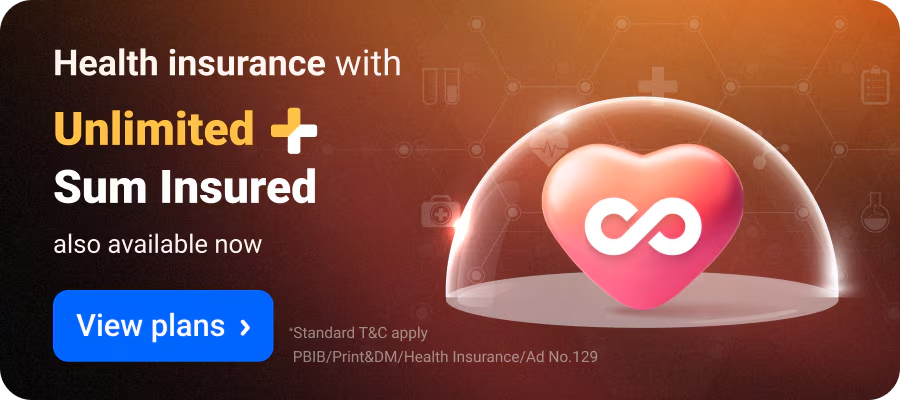 Health insurance with
Unlimited
Sum Insured
also available now
View plans ›
*Standard T&C apply
PBIB/Print&DM/Health Insurance/Ad No.129